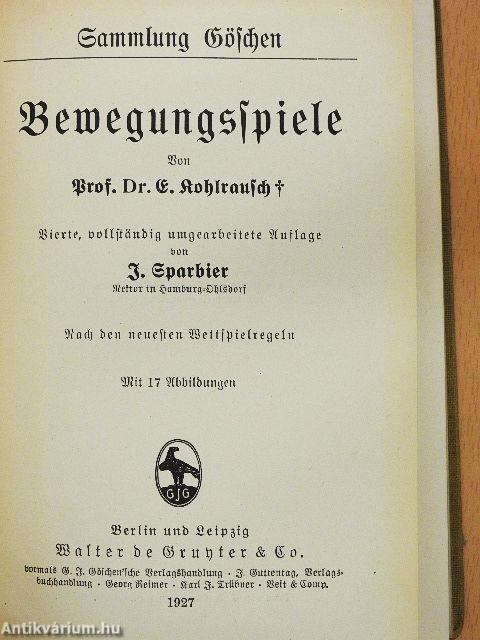 Sammlung Göschen
Bewegungsspiele
Von
Prof. Dr. E. Kohlrausch †
Vierte, vollständig umgearbeitete Auflage
von
J. Sparbier
Rektor in Hamburg-Ohlsdorf
Nach den neuesten Wettspielregeln
Mit 17 Abbildungen
GJG
Berlin und Leipzig
Walter de Gruyter & Co.
vormals G. J. Göschen'sche Verlagshandlung · J. Guttentag, Verlags-
buchhandlung · Georg Reimer · Karl J. Trübner · Veit & Comp.
1927
Antikvárium.hu